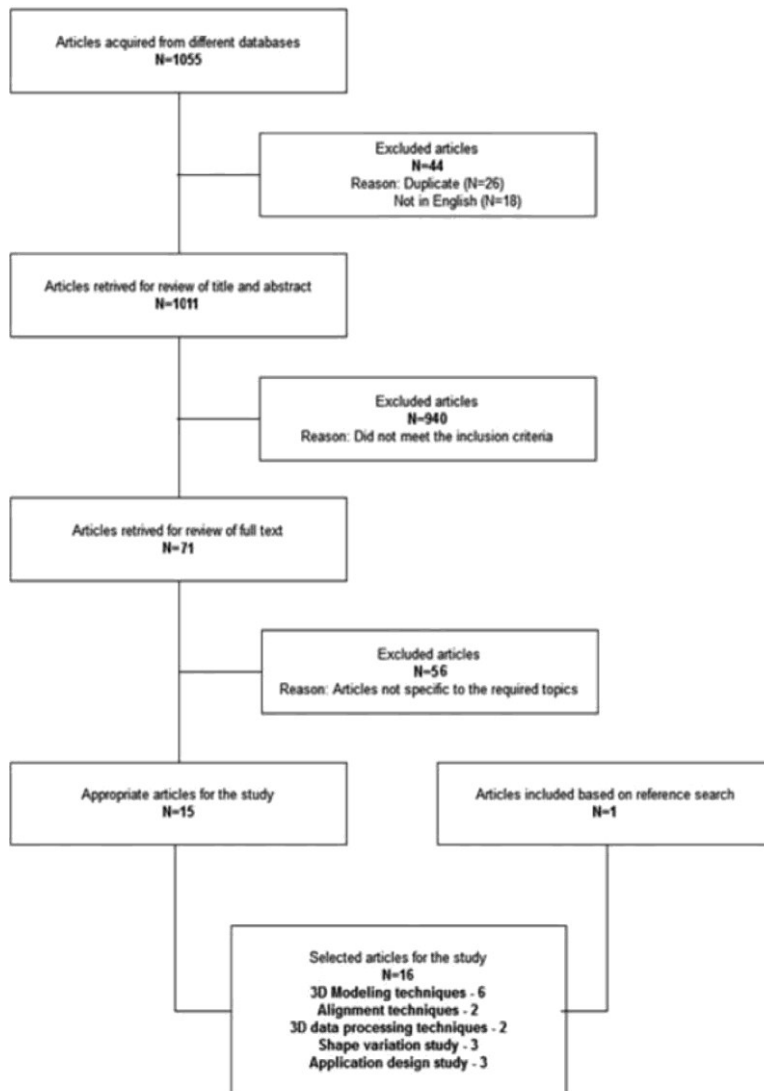 Articles acquired from different databases
N=1055
Excluded articles
N=44
Reason: Duplicate (N=26)
Not in English (N=18)
Articles retrived for review of title and abstract
N=1011
Excluded articles
N=940
Reason: Did not meet the inclusion criteria
Articles retrived for review of full text
N=71
Excluded articles
N=56
Reason: Articles not specific to the required topics
Appropriate articles for the study
N=15
Articles included based on reference search
N=1
Selected articles for the study
N=16
3D Modeling techniques - 6
Alignment techniques - 2
3D data processing techniques - 2
Shape variation study - 3
Application design study - 3